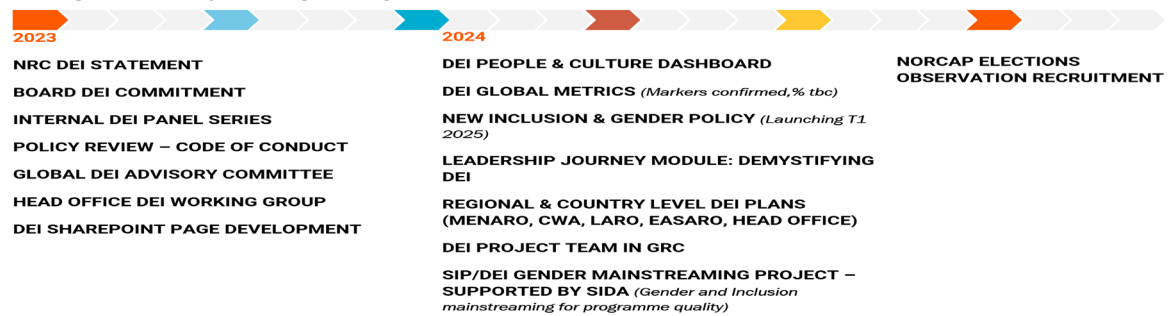 2023
NRC DEI STATEMENT
BOARD DEI COMMITMENT
INTERNAL DEI PANEL SERIES
POLICY REVIEW – CODE OF CONDUCT
GLOBAL DEI ADVISORY COMMITTEE
HEAD OFFICE DEI WORKING GROUP
DEI SHAREPOINT PAGE DEVELOPMENT
2024
DEI PEOPLE & CULTURE DASHBOARD
DEI GLOBAL METRICS (Markers confirmed,% tbc)
NEW INCLUSION & GENDER POLICY (Launching T1
2025)
LEADERSHIP JOURNEY MODULE: DEMYSTIFYING
DEI
REGIONAL & COUNTRY LEVEL DEI PLANS
(MENARO, CWA, LARO, EASARO, HEAD OFFICE)
DEI PROJECT TEAM IN GRC
SIP/DEI GENDER MAINSTREAMING PROJECT –
SUPPORTED BY SIDA (Gender and Inclusion
mainstreaming for programme quality)
NORCAP ELECTIONS
OBSERVATION RECRUITMENT